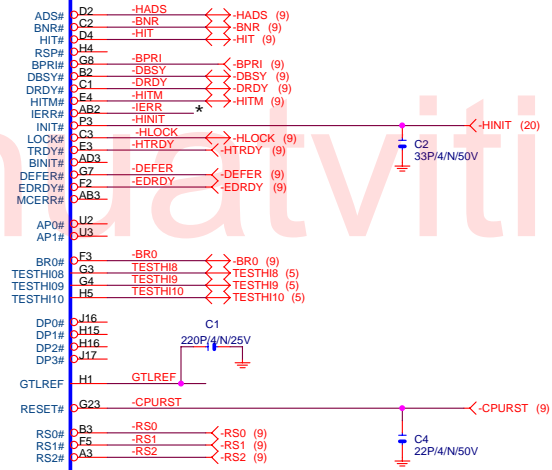 ADS# D2 -HADS -HADS (9)
BNR# C2 -BNR -BNR (9)
HIT# D4 -HIT -HIT (9)
RSP# H4
BPRI# G8 -BPRI -BPRI (9)
DBSY# B2 -DBSY -DBSY (9)
DRDY# C1 -DRDY -DRDY (9)
HITM# E4 -HITM -HITM (9)
IERR# AB2 -IERR *
INIT# P3 -HINIT -HINIT (20)
LOCK# C3 -HLOCK -HLOCK (9)
TRDY# E3 -HTRDY -HTRDY (9)
BINIT# AD3
DEFER# G7 -DEFER -DEFER (9)
EDRDY# F2 -EDRDY -EDRDY (9)
MCERR# AB3
C2
33P/4/N/50V
AP0# U2
AP1# U3
uatviti
BR0# F3 -BR0 -BR0 (9)
TESTHI08 G3 TESTHI8 TESTHI8 (5)
TESTHI09 G4 TESTHI9 TESTHI9 (5)
TESTHI10 H5 TESTHI10 TESTHI10 (5)
DP0# J16
DP1# H15
DP2# H16
DP3# J17
C1
220P/4/N/25V
GTLREF H1 GTLREF
RESET# G23 -CPURST -CPURST (9)
RS0# B3 -RS0 -RS0 (9)
RS1# F5 -RS1 -RS1 (9)
RS2# A3 -RS2 -RS2 (9)
C4
22P/4/N/50V